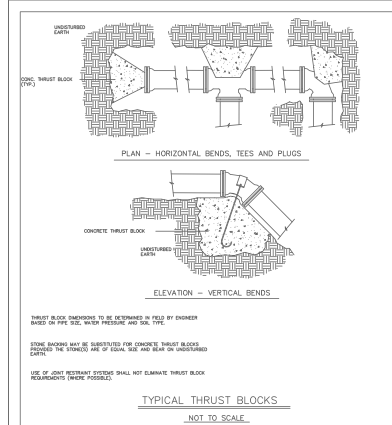 UNDISTURBED
EARTH
CONC. THRUST BLOCK
(TYP.)
PLAN – HORIZONTAL BENDS, TEES AND PLUGS
CONCRETE THRUST BLOCK
UNDISTURBED
EARTH
ELEVATION – VERTICAL BENDS
THRUST BLOCK DIMENSIONS TO BE DETERMINED IN FIELD BY ENGINEER
BASED ON PIPE SIZE, WATER PRESSURE AND SOIL TYPE.
STONE BACKING MAY BE SUBSTITUTED FOR CONCRETE THRUST BLOCKS
PROVIDED THE STONE(S) ARE OF EQUAL SIZE AND BEAR ON UNDISTURBED
EARTH.
USE OF JOINT RESTRAINT SYSTEMS SHALL NOT ELIMINATE THRUST BLOCK
REQUIREMENTS (WHERE POSSIBLE).
TYPICAL THRUST BLOCKS
NOT TO SCALE